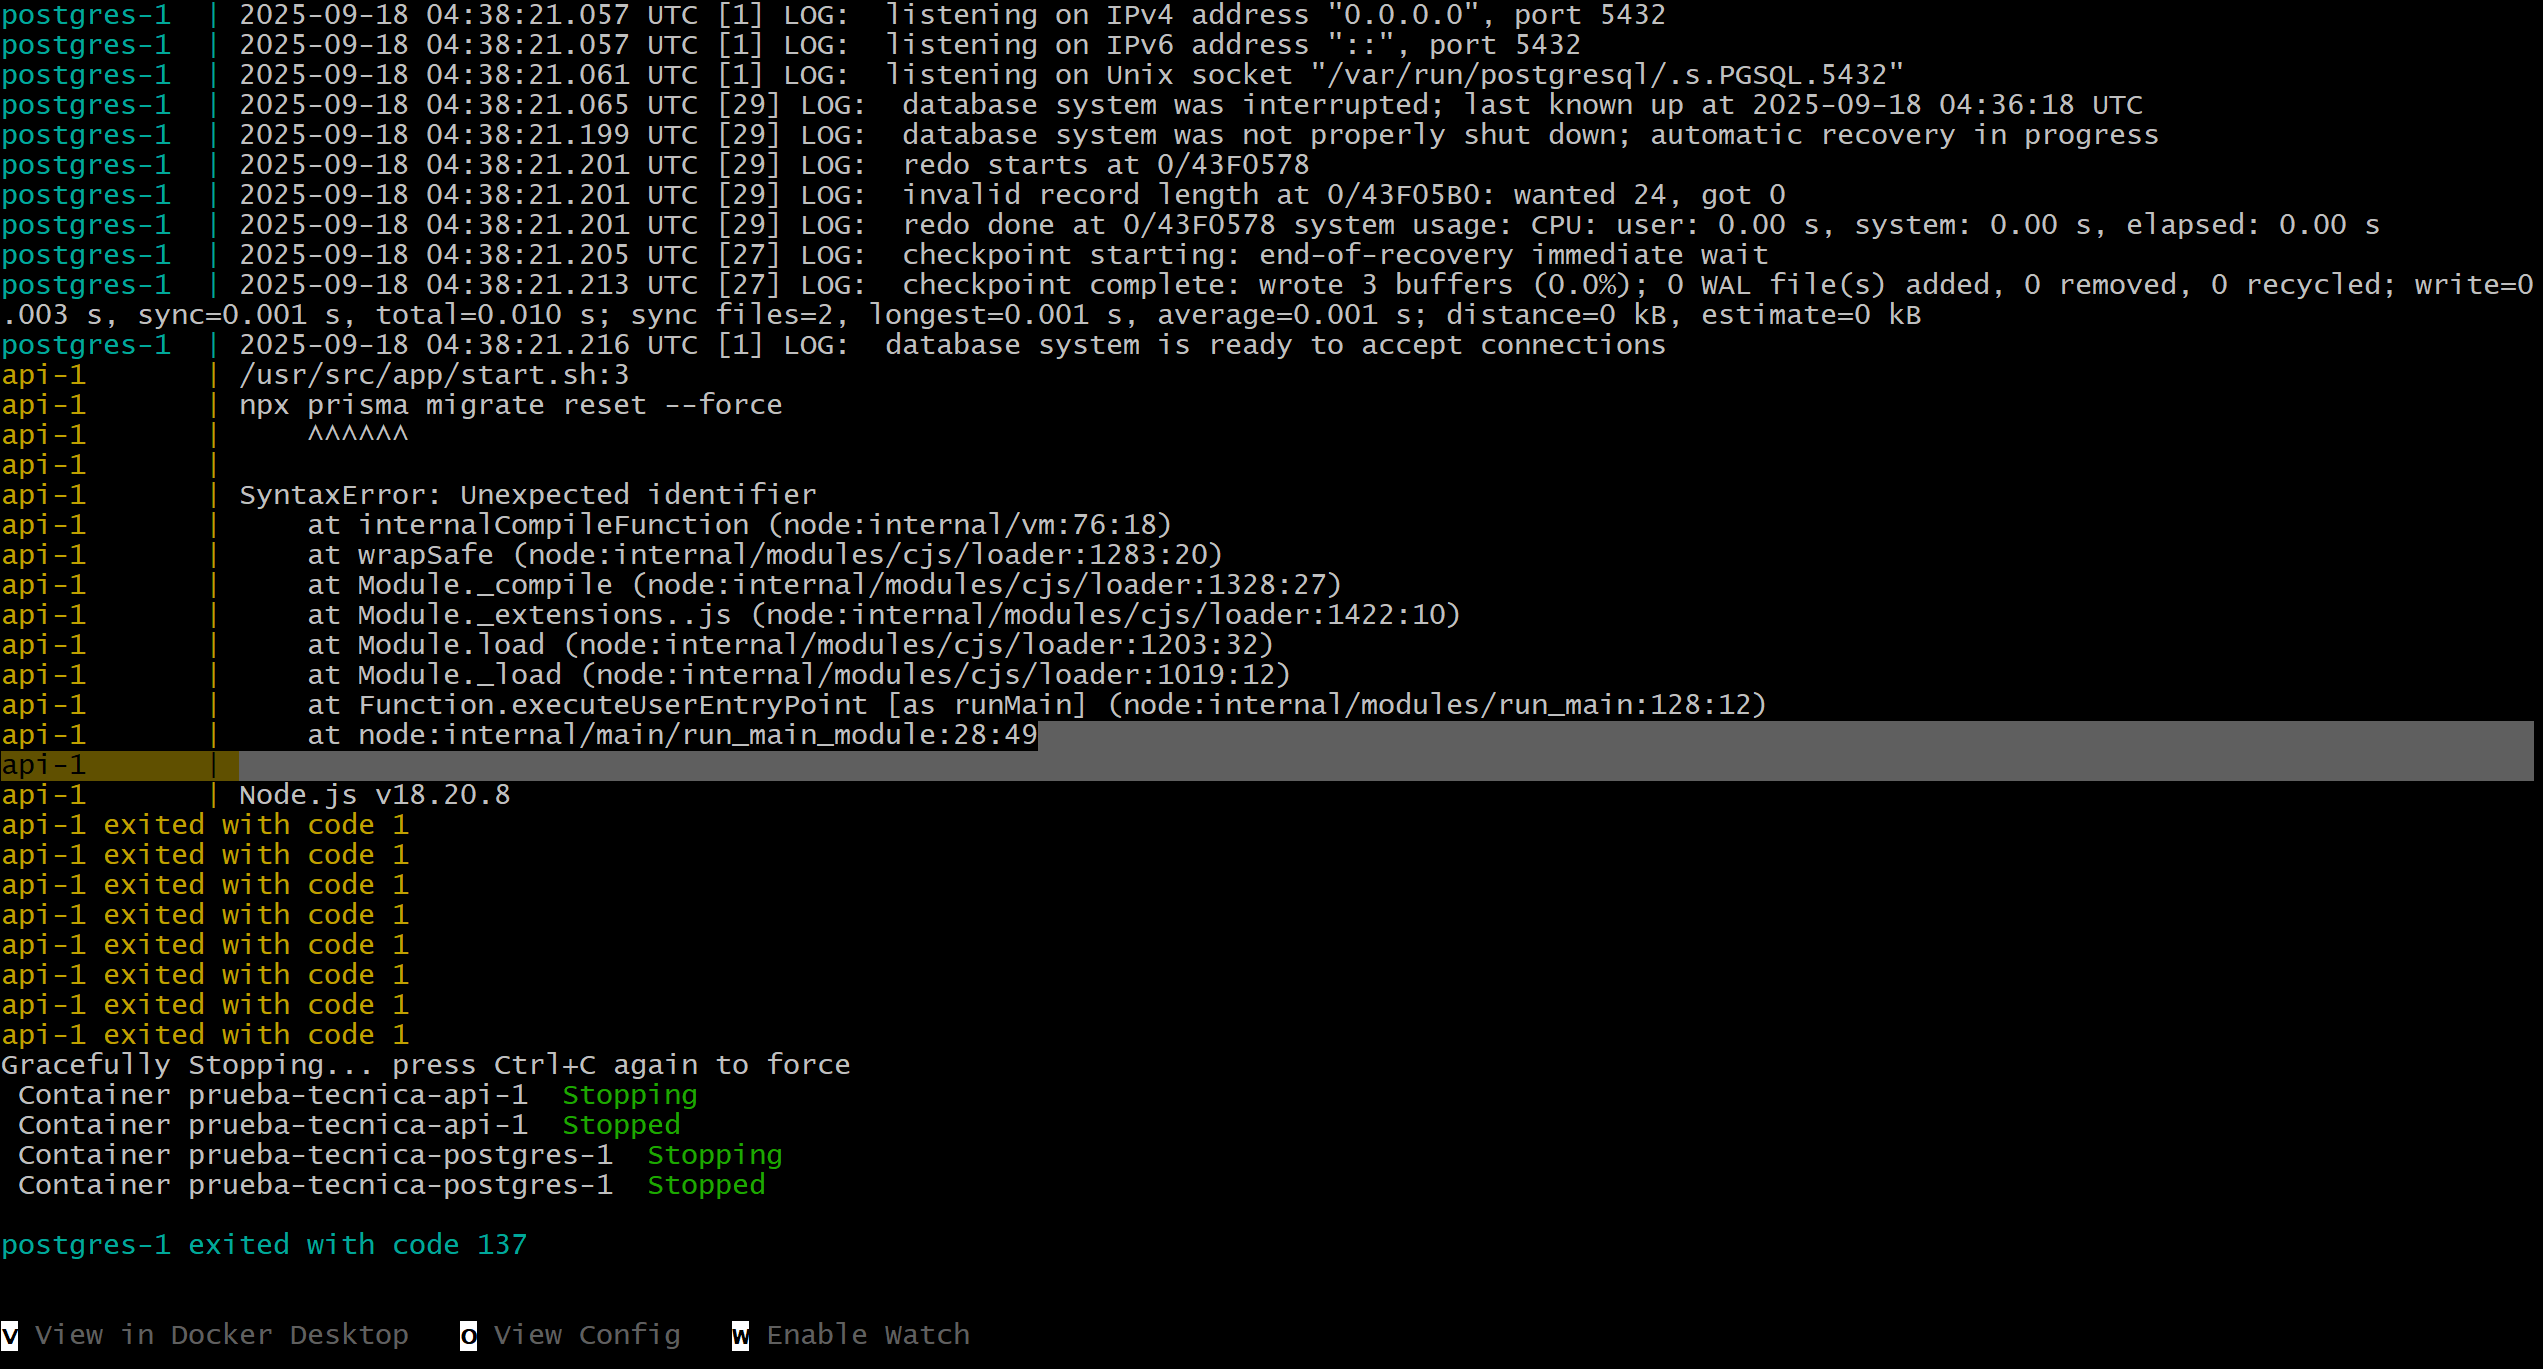 postgres-1  | 2025-09-18 04:38:21.057 UTC [1] LOG:  listening on IPv4 address "0.0.0.0", port 5432
postgres-1  | 2025-09-18 04:38:21.057 UTC [1] LOG:  listening on IPv6 address "::", port 5432
postgres-1  | 2025-09-18 04:38:21.061 UTC [1] LOG:  listening on Unix socket "/var/run/postgresql/.s.PGSQL.5432"
postgres-1  | 2025-09-18 04:38:21.065 UTC [29] LOG:  database system was interrupted; last known up at 2025-09-18 04:36:18 UTC
postgres-1  | 2025-09-18 04:38:21.199 UTC [29] LOG:  database system was not properly shut down; automatic recovery in progress
postgres-1  | 2025-09-18 04:38:21.201 UTC [29] LOG:  redo starts at 0/43F0578
postgres-1  | 2025-09-18 04:38:21.201 UTC [29] LOG:  invalid record length at 0/43F05B0: wanted 24, got 0
postgres-1  | 2025-09-18 04:38:21.201 UTC [29] LOG:  redo done at 0/43F0578 system usage: CPU: user: 0.00 s, system: 0.00 s, elapsed: 0.00 s
postgres-1  | 2025-09-18 04:38:21.205 UTC [27] LOG:  checkpoint starting: end-of-recovery immediate wait
postgres-1  | 2025-09-18 04:38:21.213 UTC [27] LOG:  checkpoint complete: wrote 3 buffers (0.0%); 0 WAL file(s) added, 0 removed, 0 recycled; write=0
.003 s, sync=0.001 s, total=0.010 s; sync files=2, longest=0.001 s, average=0.001 s; distance=0 kB, estimate=0 kB
postgres-1  | 2025-09-18 04:38:21.216 UTC [1] LOG:  database system is ready to accept connections
api-1       | /usr/src/app/start.sh:3
api-1       | npx prisma migrate reset --force
api-1       |     ^^^^^^
api-1       |
api-1       | SyntaxError: Unexpected identifier
api-1       |     at internalCompileFunction (node:internal/vm:76:18)
api-1       |     at wrapSafe (node:internal/modules/cjs/loader:1283:20)
api-1       |     at Module._compile (node:internal/modules/cjs/loader:1328:27)
api-1       |     at Module._extensions..js (node:internal/modules/cjs/loader:1422:10)
api-1       |     at Module.load (node:internal/modules/cjs/loader:1203:32)
api-1       |     at Module._load (node:internal/modules/cjs/loader:1019:12)
api-1       |     at Function.executeUserEntryPoint [as runMain] (node:internal/modules/run_main:128:12)
api-1       |     at node:internal/main/run_main_module:28:49
api-1       |
api-1       | Node.js v18.20.8
api-1 exited with code 1
api-1 exited with code 1
api-1 exited with code 1
api-1 exited with code 1
api-1 exited with code 1
api-1 exited with code 1
api-1 exited with code 1
api-1 exited with code 1
Gracefully Stopping... press Ctrl+C again to force
 Container prueba-tecnica-api-1  Stopping
 Container prueba-tecnica-api-1  Stopped
 Container prueba-tecnica-postgres-1  Stopping
 Container prueba-tecnica-postgres-1  Stopped
postgres-1 exited with code 137
v View in Docker Desktop   o View Config   w Enable Watch